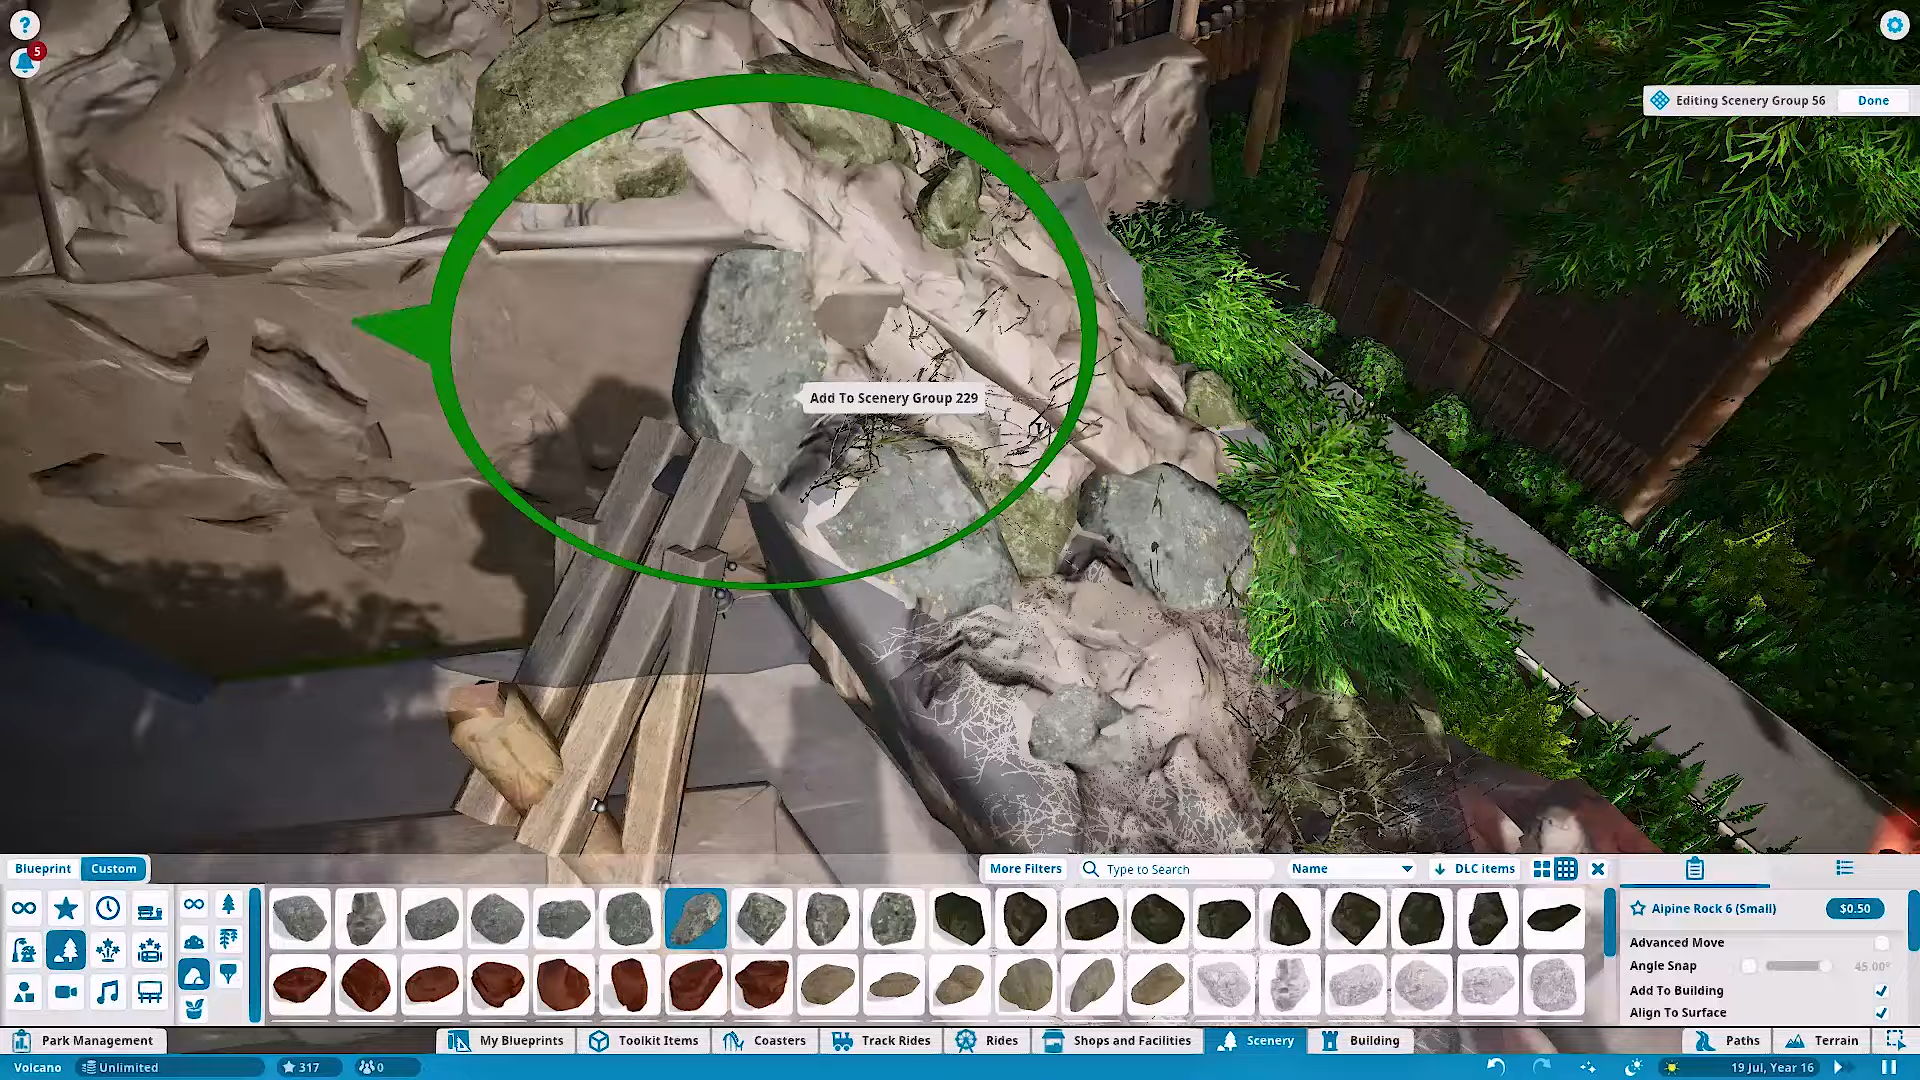 ?
5
Editing Scenery Group 56 Done
Add To Scenery Group 229
Blueprint Custom More Filters Type to Search Name DLC items
Alpine Rock 6 (Small) $0.50
Advanced Move
Angle Snap 45.00°
Add To Building
Align To Surface
Park Management My Blueprints Toolkit Items Coasters Track Rides Rides Shops and Facilities Scenery Building Paths Terrain
Volcano Unlimited 317 0 19 Jul, Year 16